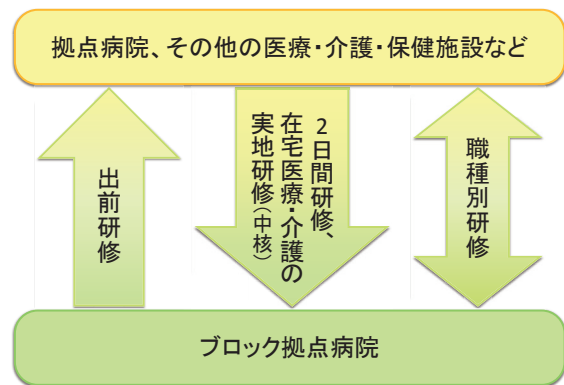 拠点病院、その他の医療・介護・保健施設など
出前研修
2日間研修、
在宅医療・介護の
実地研修（中核）
職種別研修
ブロック拠点病院